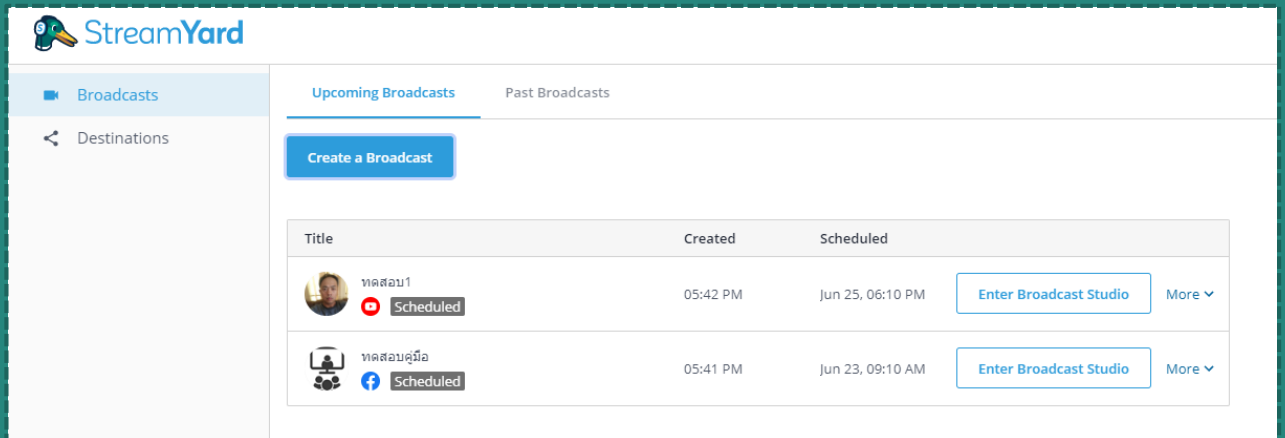 StreamYard
Broadcasts
Destinations
Upcoming Broadcasts Past Broadcasts
Create a Broadcast
Title Created Scheduled
ทดสอบ1
Scheduled
05:42 PM Jun 25, 06:10 PM Enter Broadcast Studio More
ทดสอบคู่มือ
Scheduled
05:41 PM Jun 23, 09:10 AM Enter Broadcast Studio More